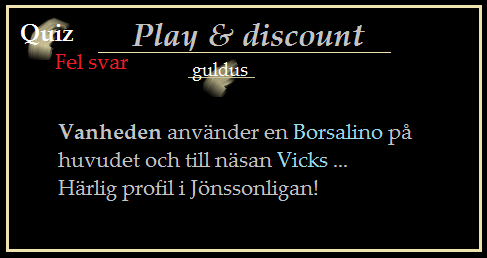 Quiz
Play & discount
Fel svar
guldus
Vanheden använder en Borsalino på
huvudet och till näsan Vicks ...
Härlig profil i Jönssonligan!